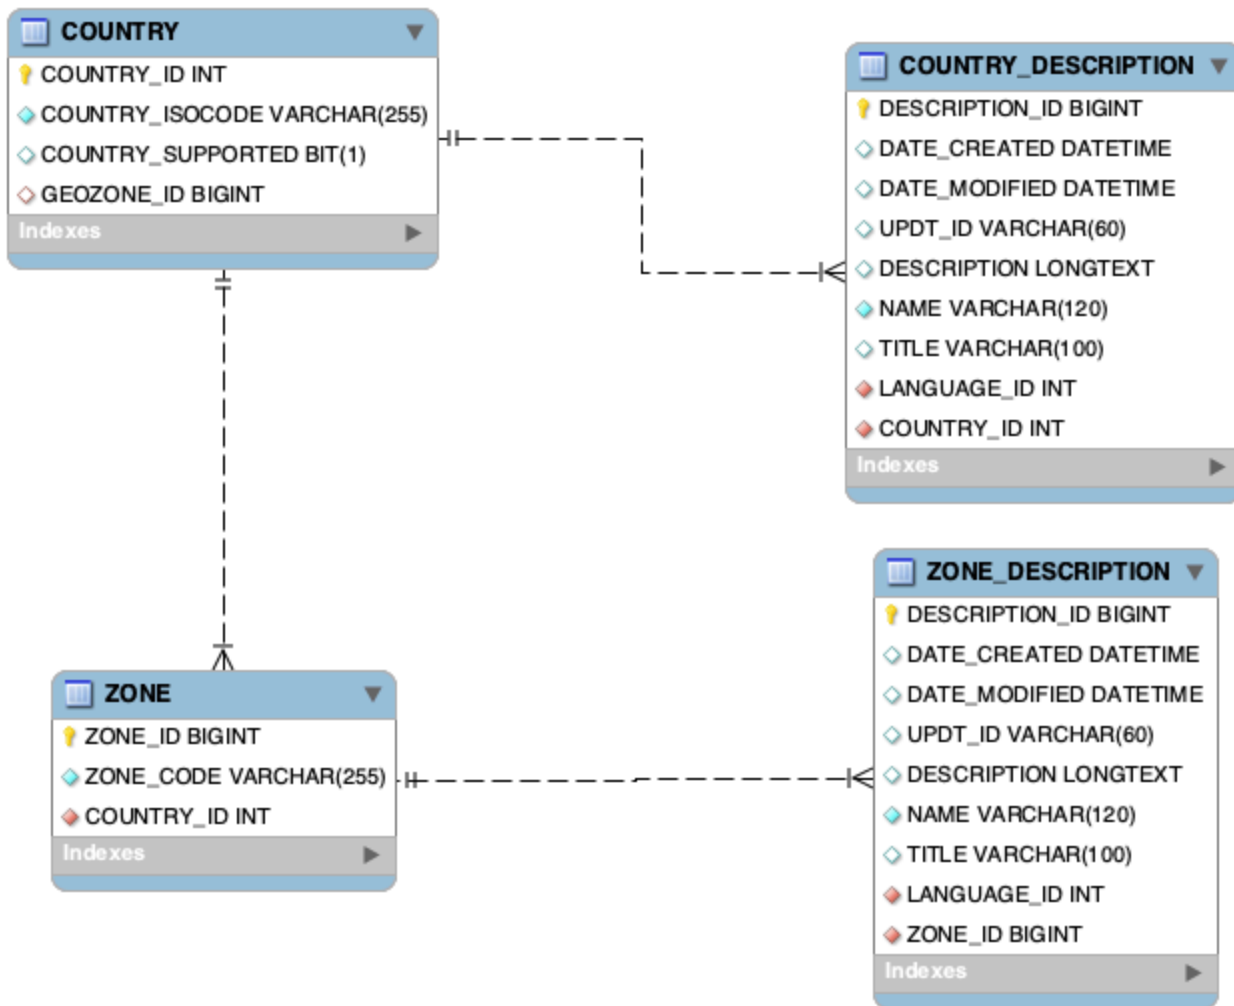 COUNTRY
COUNTRY_ID INT
COUNTRY_ISOCODE VARCHAR(255)
COUNTRY_SUPPORTED BIT(1)
GEOZONE_ID BIGINT
Indexes
COUNTRY_DESCRIPTION
DESCRIPTION_ID BIGINT
DATE_CREATED DATETIME
DATE_MODIFIED DATETIME
UPDT_ID VARCHAR(60)
DESCRIPTION LONGTEXT
NAME VARCHAR(120)
TITLE VARCHAR(100)
LANGUAGE_ID INT
COUNTRY_ID INT
Indexes
ZONE
ZONE_ID BIGINT
ZONE_CODE VARCHAR(255)
COUNTRY_ID INT
Indexes
ZONE_DESCRIPTION
DESCRIPTION_ID BIGINT
DATE_CREATED DATETIME
DATE_MODIFIED DATETIME
UPDT_ID VARCHAR(60)
DESCRIPTION LONGTEXT
NAME VARCHAR(120)
TITLE VARCHAR(100)
LANGUAGE_ID INT
ZONE_ID BIGINT
Indexes